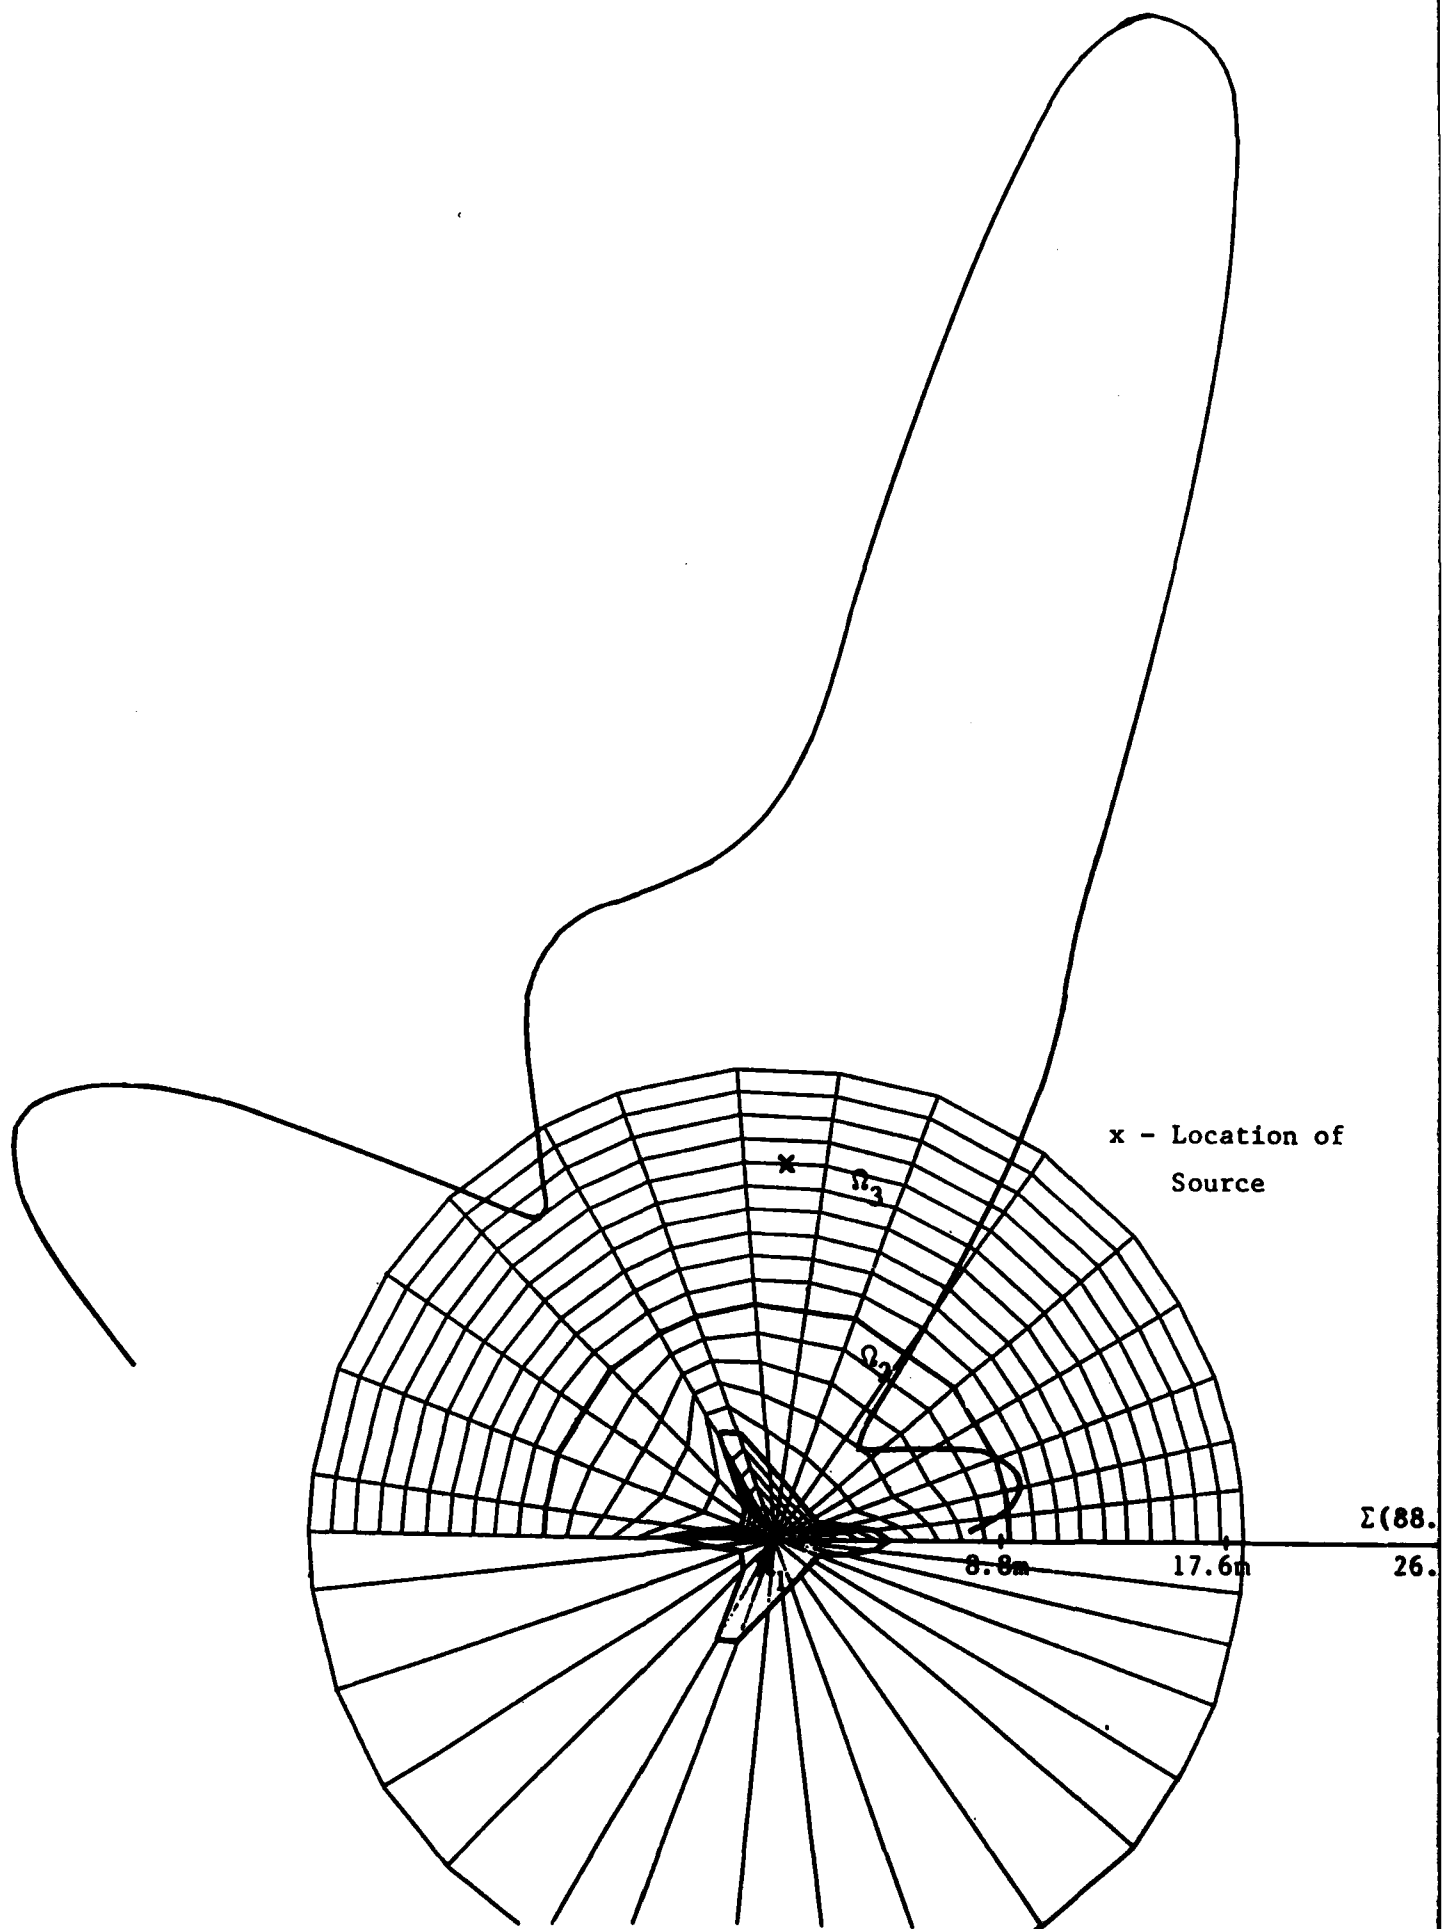 x - Location of
Source
x
Ω3
Ω2
Σ(88.
8.8m
17.6m
26.